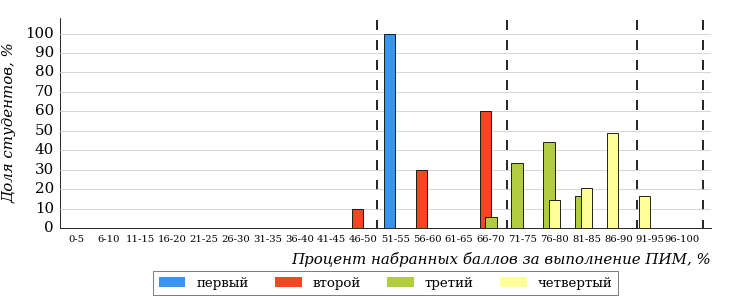 Доля студентов, %
100
90
80
70
60
50
40
30
20
10
0
0-5 6-10 11-15 16-20 21-25 26-30 31-35 36-40 41-45 46-50 51-55 56-60 61-65 66-70 71-75 76-80 81-85 86-90 91-95 96-100
Процент набранных баллов за выполнение ПИМ, %
первый второй третий четвертый